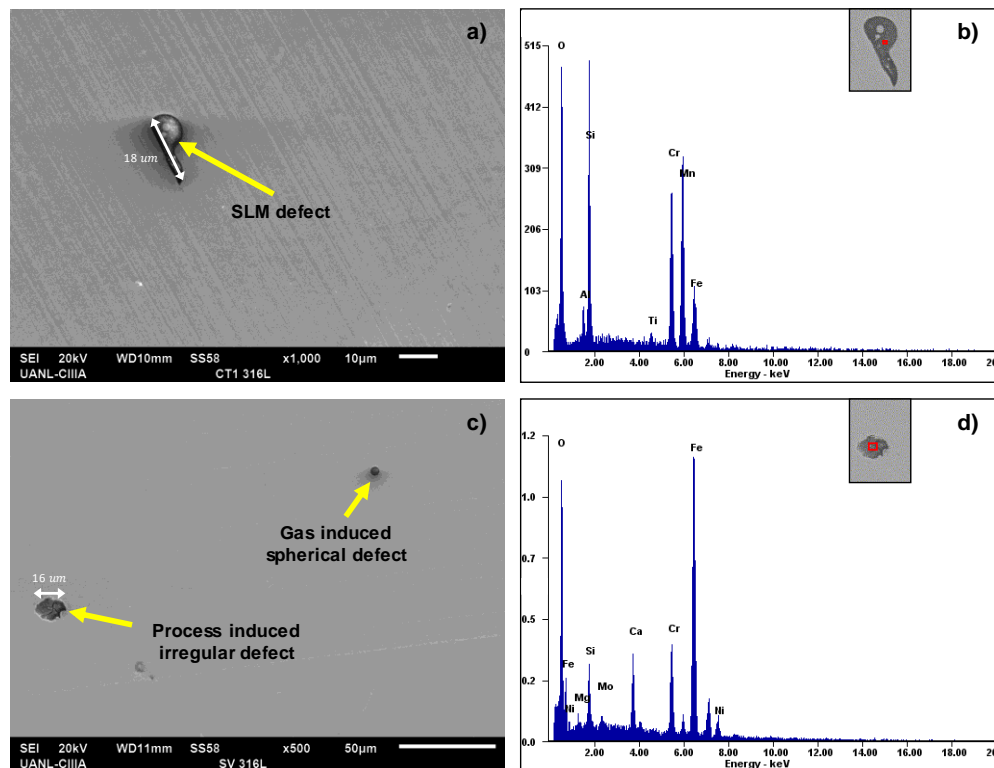 a)
18 um
SLM defect
SEI 20kV WD10mm SS58 x1,000 10µm
UANL-CIIIA CT1 316L
b)
515
412
309
206
103
0
O
Si
Al
Ti
Cr
Mn
Fe
2.00 4.00 6.00 8.00 10.00 12.00 14.00 16.00 18.00 20
Energy - keV
c)
Gas induced
spherical defect
16 um
Process induced
irregular defect
SEI 20kV WD11mm SS58 x500 50µm
UANL-CIIIA SV 316L
d)
1.2
1.0
0.7
0.5
0.2
0.0
O
Fe
Ni
Mg
Si
Mo
Ca
Cr
Fe
Ni
2.00 4.00 6.00 8.00 10.00 12.00 14.00 16.00 18.00 20
Energy - keV